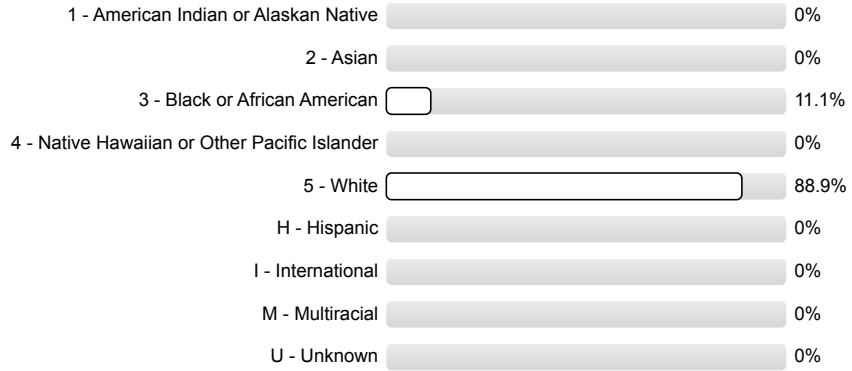 1 - American Indian or Alaskan Native 0%
2 - Asian 0%
3 - Black or African American 11.1%
4 - Native Hawaiian or Other Pacific Islander 0%
5 - White 88.9%
H - Hispanic 0%
I - International 0%
M - Multiracial 0%
U - Unknown 0%